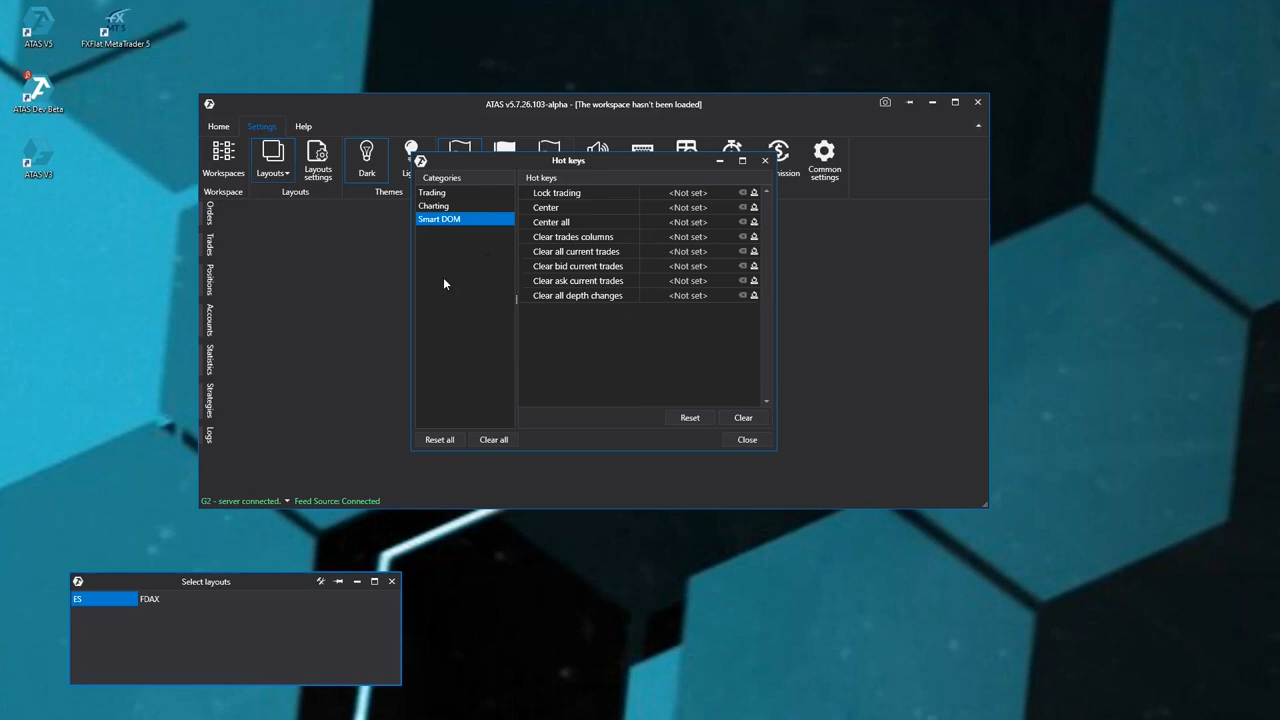 ATAS V5
FXFlat MetaTrader 5
ATAS Dev Beta
ATAS V3
ATAS v5.7.26.103-alpha - [The workspace hasn't been loaded]
Home Settings Help
Workspaces
Layouts
Layouts settings
Dark
Common settings
Workspace
Layouts
Themes
Orders
Trades
Positions
Accounts
Statistics
Strategies
Logs
Hot keys
Categories
Trading
Charting
Smart DOM
Hot keys
Lock trading <Not set>
Center <Not set>
Center all <Not set>
Clear trades columns <Not set>
Clear all current trades <Not set>
Clear bid current trades <Not set>
Clear ask current trades <Not set>
Clear all depth changes <Not set>
Reset Clear
Reset all Clear all Close
G2 - server connected. Feed Source: Connected
Select layouts
ES FDAX